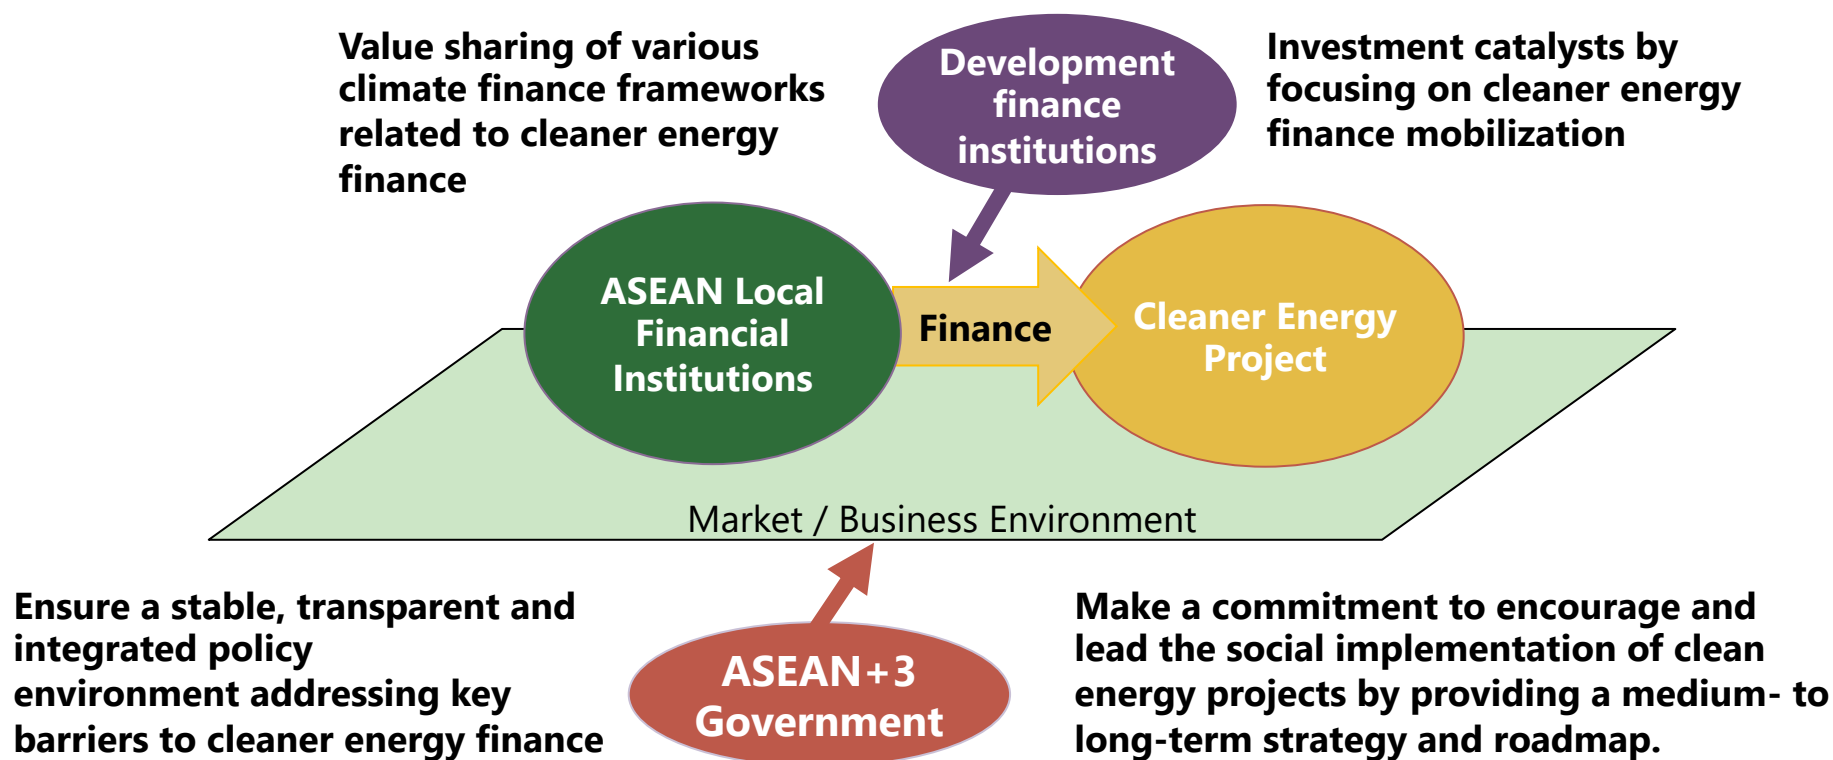 Value sharing of various
climate finance frameworks
related to cleaner energy
finance
Development
finance
institutions
Investment catalysts by
focusing on cleaner energy
finance mobilization
ASEAN Local
Financial
Institutions
Finance
Cleaner Energy
Project
Market / Business Environment
Ensure a stable, transparent and
integrated policy
environment addressing key
barriers to cleaner energy finance
ASEAN+3
Government
Make a commitment to encourage and
lead the social implementation of clean
energy projects by providing a medium- to
long-term strategy and roadmap.